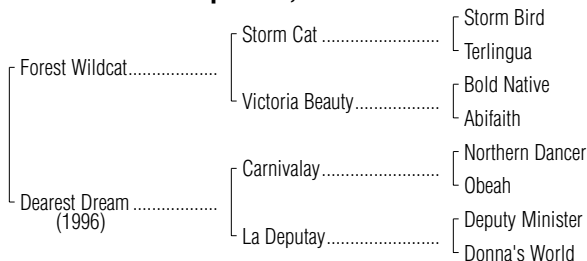 Storm Bird
Storm Cat ........................
Terlingua
Forest Wildcat...................
Bold Native
Victoria Beauty...................
Abifaith
Northern Dancer
Carnivalay ........................
Obeah
Dearest Dream ...................
(1996)
Deputy Minister
La Deputay........................
Donna's World